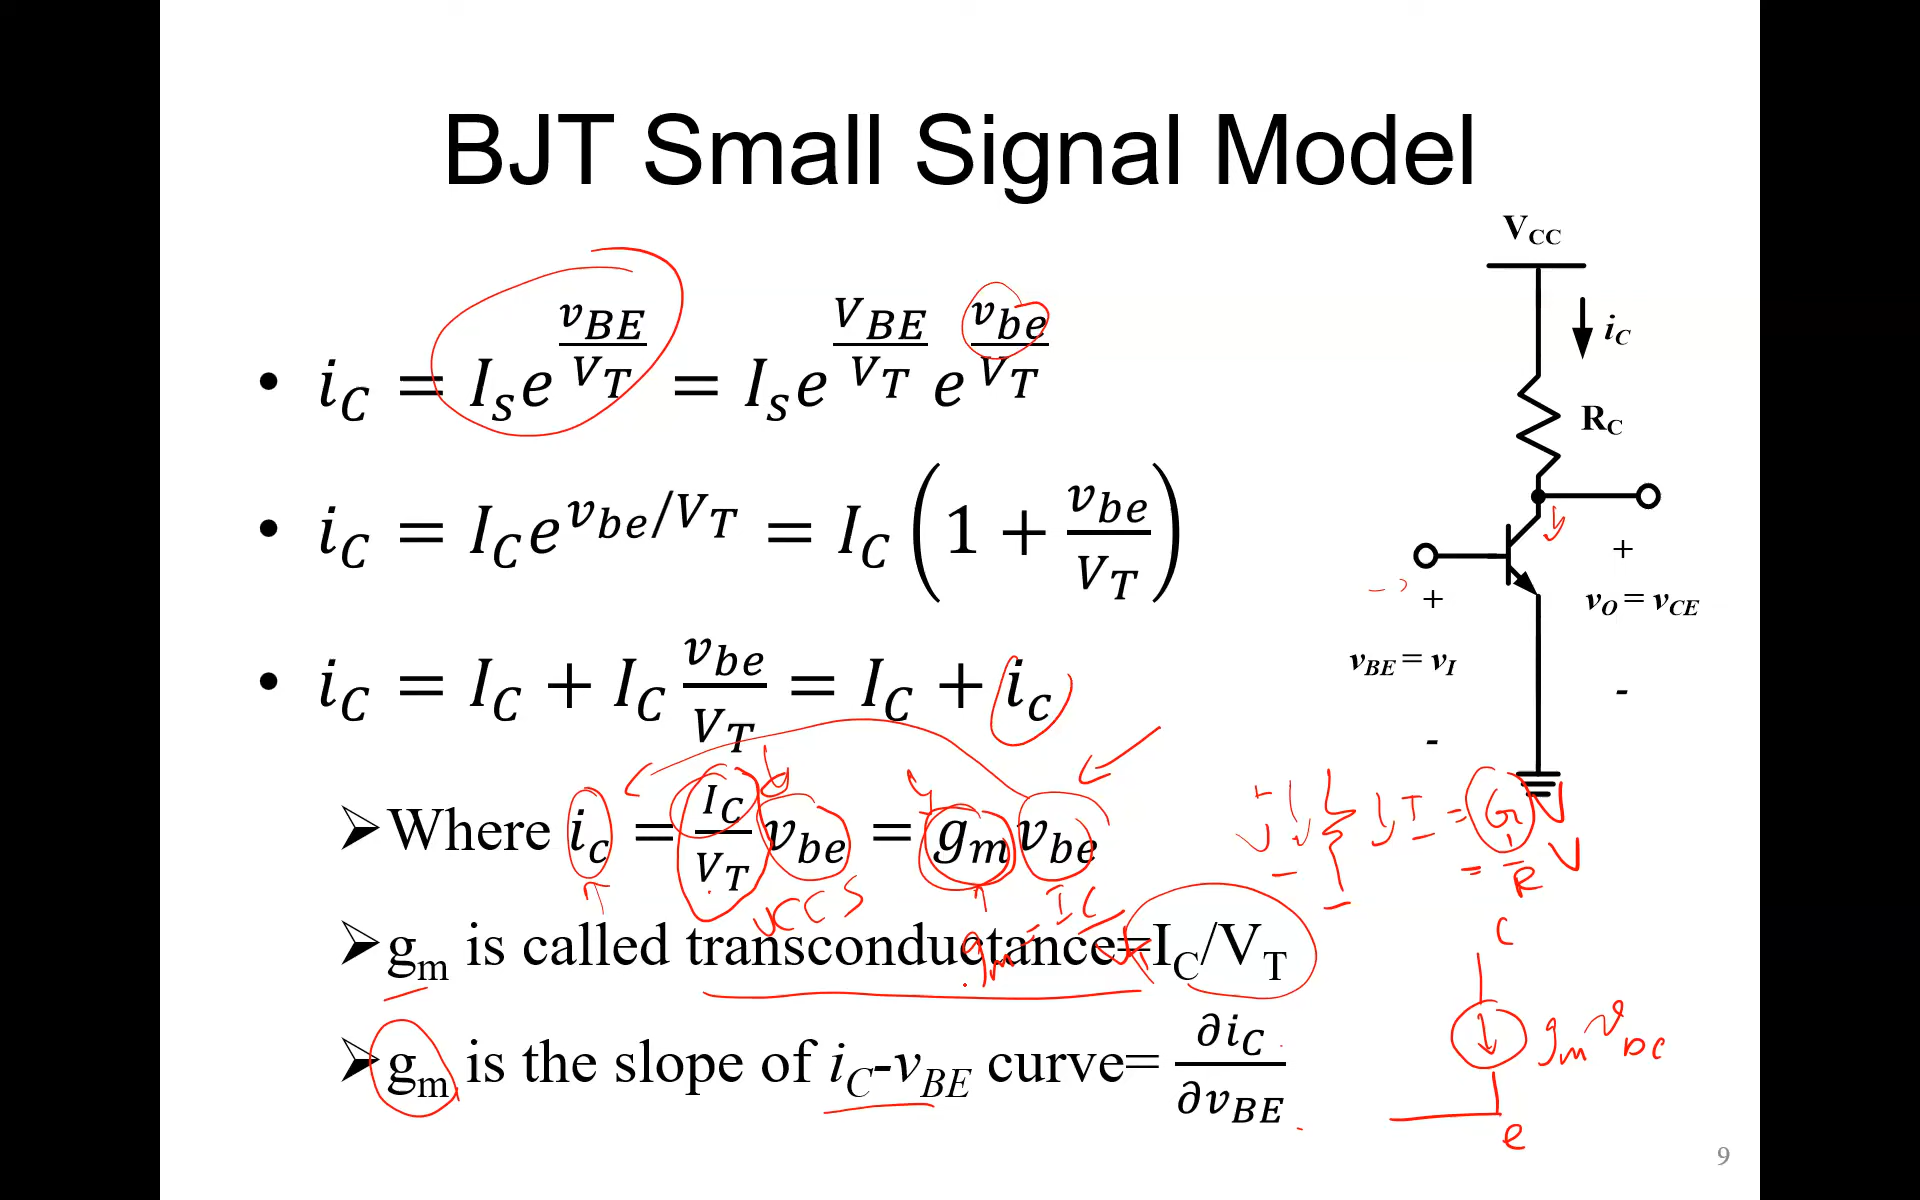 BJT Small Signal Model
• i_C = I_s e^{v_BE/V_T} = I_s e^{V_BE/V_T} e^{v_be/V_T}
• i_C = I_C e^{v_be/V_T} = I_C (1 + v_be/V_T)
• i_C = I_C + I_C v_be/V_T = I_C + i_c
➢ Where i_c = I_C/V_T v_be = g_m v_be
VCCS
g_m = I_C
➢ g_m is called transconductance=I_C/V_T
➢ g_m is the slope of i_C-v_BE curve= ∂i_C/∂v_BE
V_CC
i_C
R_C
+
v_O = v_CE
-
+
v_BE = v_I
-
I = G V
= 1/R V
c
g_m v_be
e
9